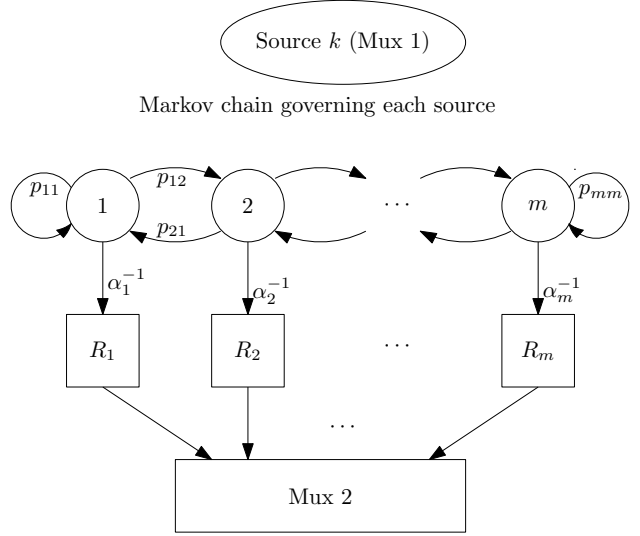 Source k (Mux 1)
Markov chain governing each source
p₁₁ p₁₂ pₘₘ
1 2 ⋯ m
p₂₁
α₁⁻¹ α₂⁻¹ αₘ⁻¹
R₁ R₂ ⋯ Rₘ
⋯
Mux 2